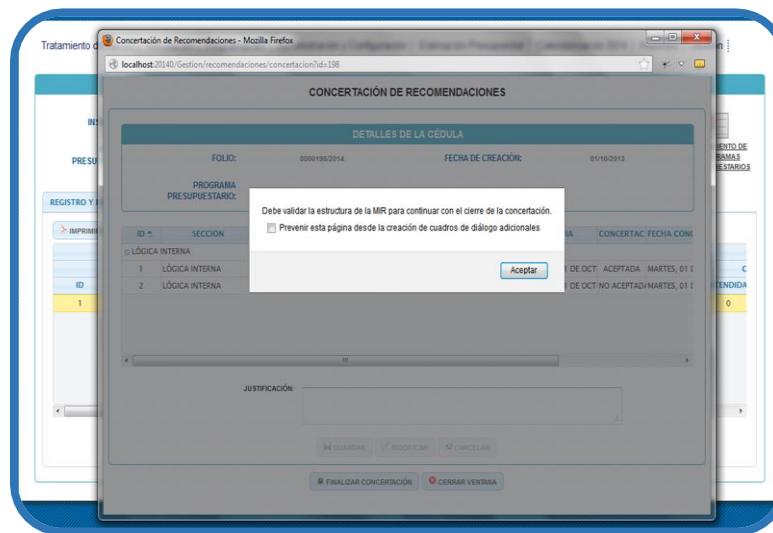 Concertación de Recomendaciones - Mozilla Firefox
Tratamiento d
localhost:20140/Gestion/recomendaciones/concertacion?id=198
CONCERTACIÓN DE RECOMENDACIONES
DETALLES DE LA CÉDULA
INS
FOLIO: 0000198/2014 FECHA DE CREACIÓN: 01/10/2013
PRESU
PROGRAMA
PRESUPUESTARIO:
REGISTRO Y
Debe validar la estructura de la MIR para continuar con el cierre de la concertación.
Prevenir esta página desde la creación de cuadros de diálogo adicionales
Aceptar
IMPRIMI
ID SECCION IA CONCERTAC FECHA CONC
LÓGICA INTERNA
1 LÓGICA INTERNA DE OCT ACEPTADA MARTES, 01 D
2 LÓGICA INTERNA DE OCT NO ACEPTAD MARTES, 01 D
ID
TENDIDA
1
0
JUSTIFICACIÓN:
GUARDAR MODIFICAR CANCELAR
FINALIZAR CONCERTACIÓN CERRAR VENTANA